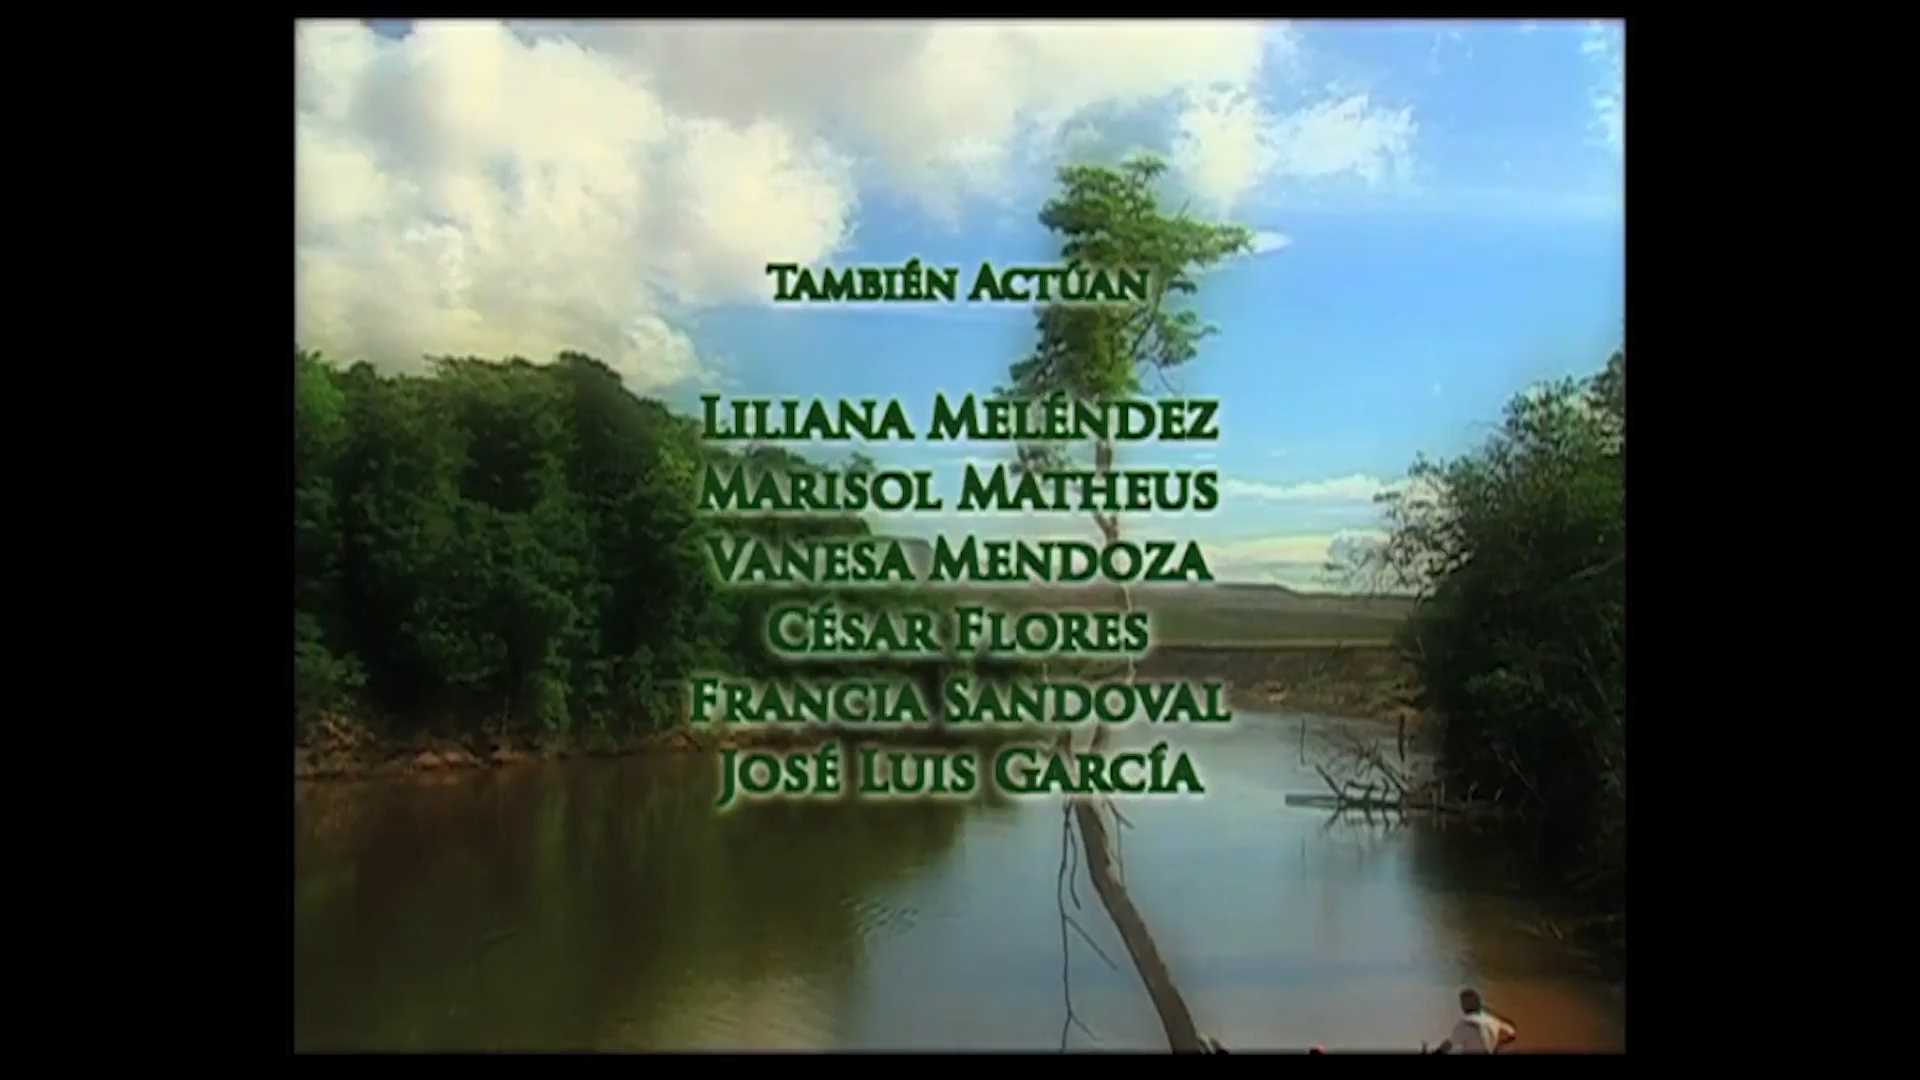 También Actúan
Liliana Meléndez
Marisol Matheus
Vanesa Mendoza
César Flores
Francia Sandoval
José Luis García